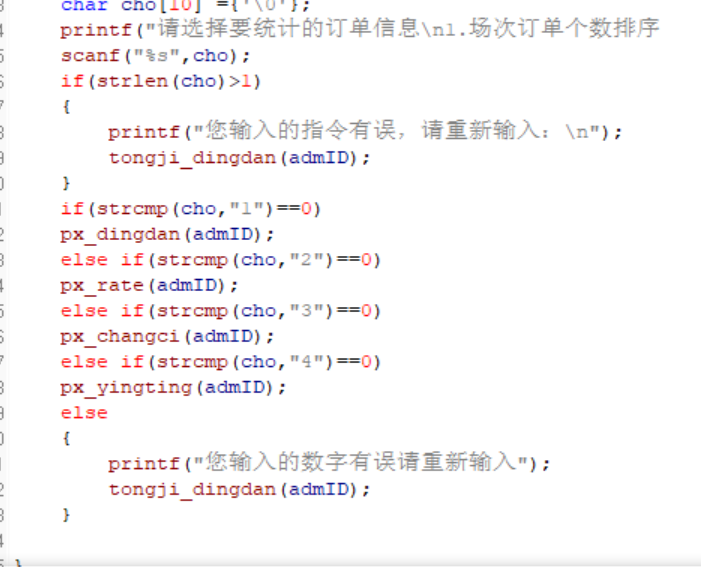 char cho[10] ={'\0'};
printf("请选择要统计的订单信息\n1.场次订单个数排序
scanf("%s",cho);
if(strlen(cho)>1)
{
printf("您输入的指令有误，请重新输入：\n");
tongji_dingdan(admID);
}
if(strcmp(cho,"1")==0)
px_dingdan(admID);
else if(strcmp(cho,"2")==0)
px_rate(admID);
else if(strcmp(cho,"3")==0)
px_changci(admID);
else if(strcmp(cho,"4")==0)
px_yingting(admID);
else
{
printf("您输入的数字有误请重新输入");
tongji_dingdan(admID);
}
}